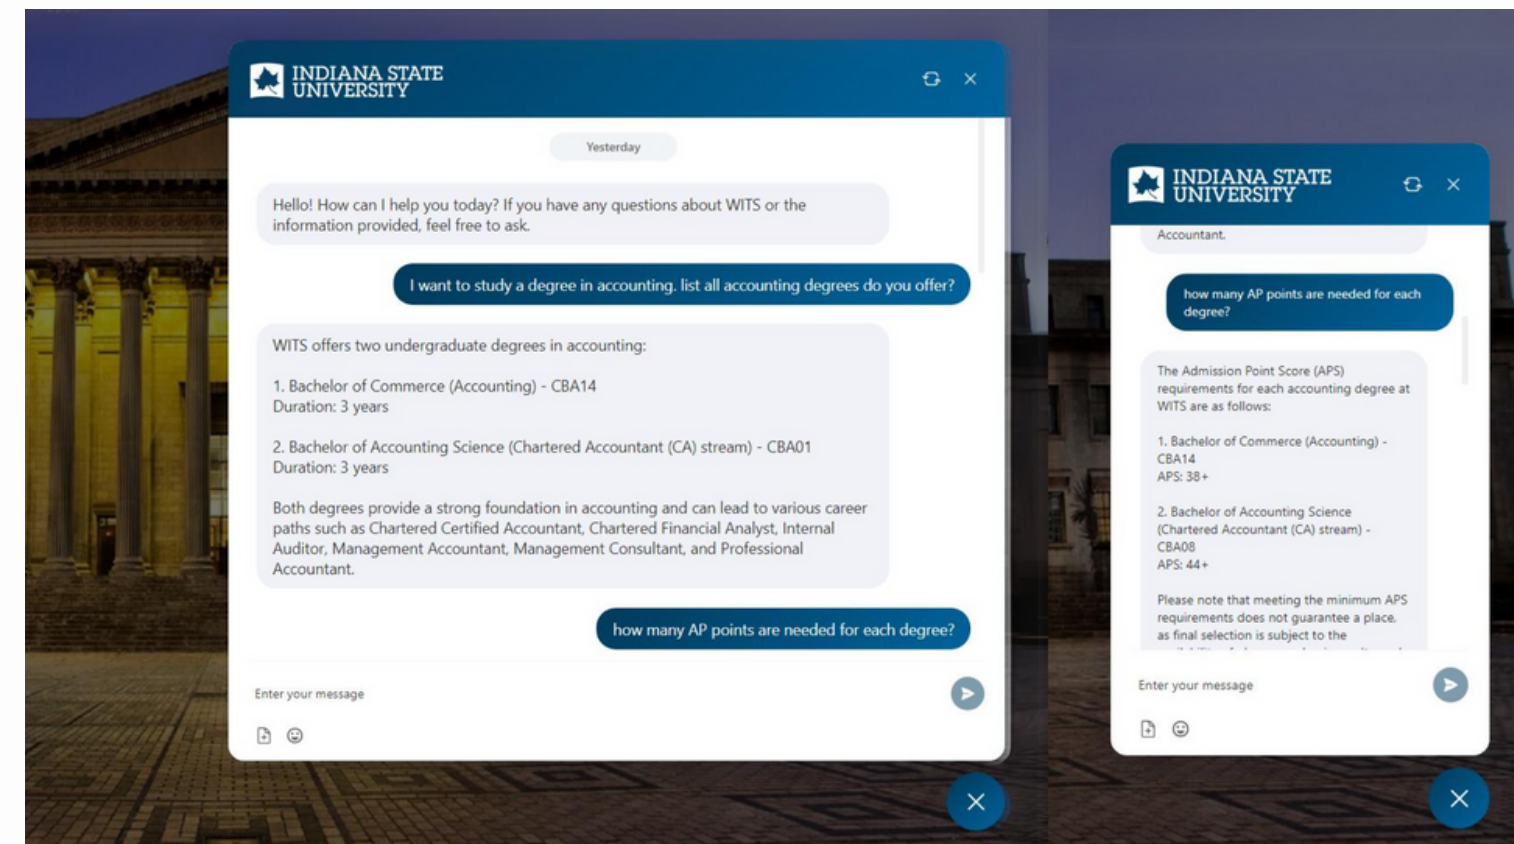 INDIANA STATE
UNIVERSITY
Yesterday
Hello! How can I help you today? If you have any questions about WITS or the
information provided, feel free to ask.
I want to study a degree in accounting. list all accounting degrees do you offer?
WITS offers two undergraduate degrees in accounting:
1. Bachelor of Commerce (Accounting) - CBA14
Duration: 3 years
2. Bachelor of Accounting Science (Chartered Accountant (CA) stream) - CBA01
Duration: 3 years
Both degrees provide a strong foundation in accounting and can lead to various career
paths such as Chartered Certified Accountant, Chartered Financial Analyst, Internal
Auditor, Management Accountant, Management Consultant, and Professional
Accountant.
how many AP points are needed for each degree?
Enter your message
INDIANA STATE
UNIVERSITY
Accountant.
how many AP points are needed for each
degree?
The Admission Point Score (APS)
requirements for each accounting degree at
WITS are as follows:
1. Bachelor of Commerce (Accounting) -
CBA14
APS: 38+
2. Bachelor of Accounting Science
(Chartered Accountant (CA) stream) -
CBA08
APS: 44+
Please note that meeting the minimum APS
requirements does not guarantee a place,
as final selection is subject to the
Enter your message